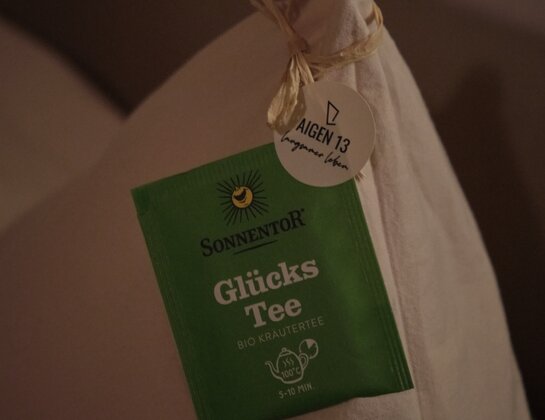 AIGEN 13
langsamer leben
SONNENTOR®
Glücks
Tee
BIO KRÄUTERTEE
100°C
5-10 MIN.